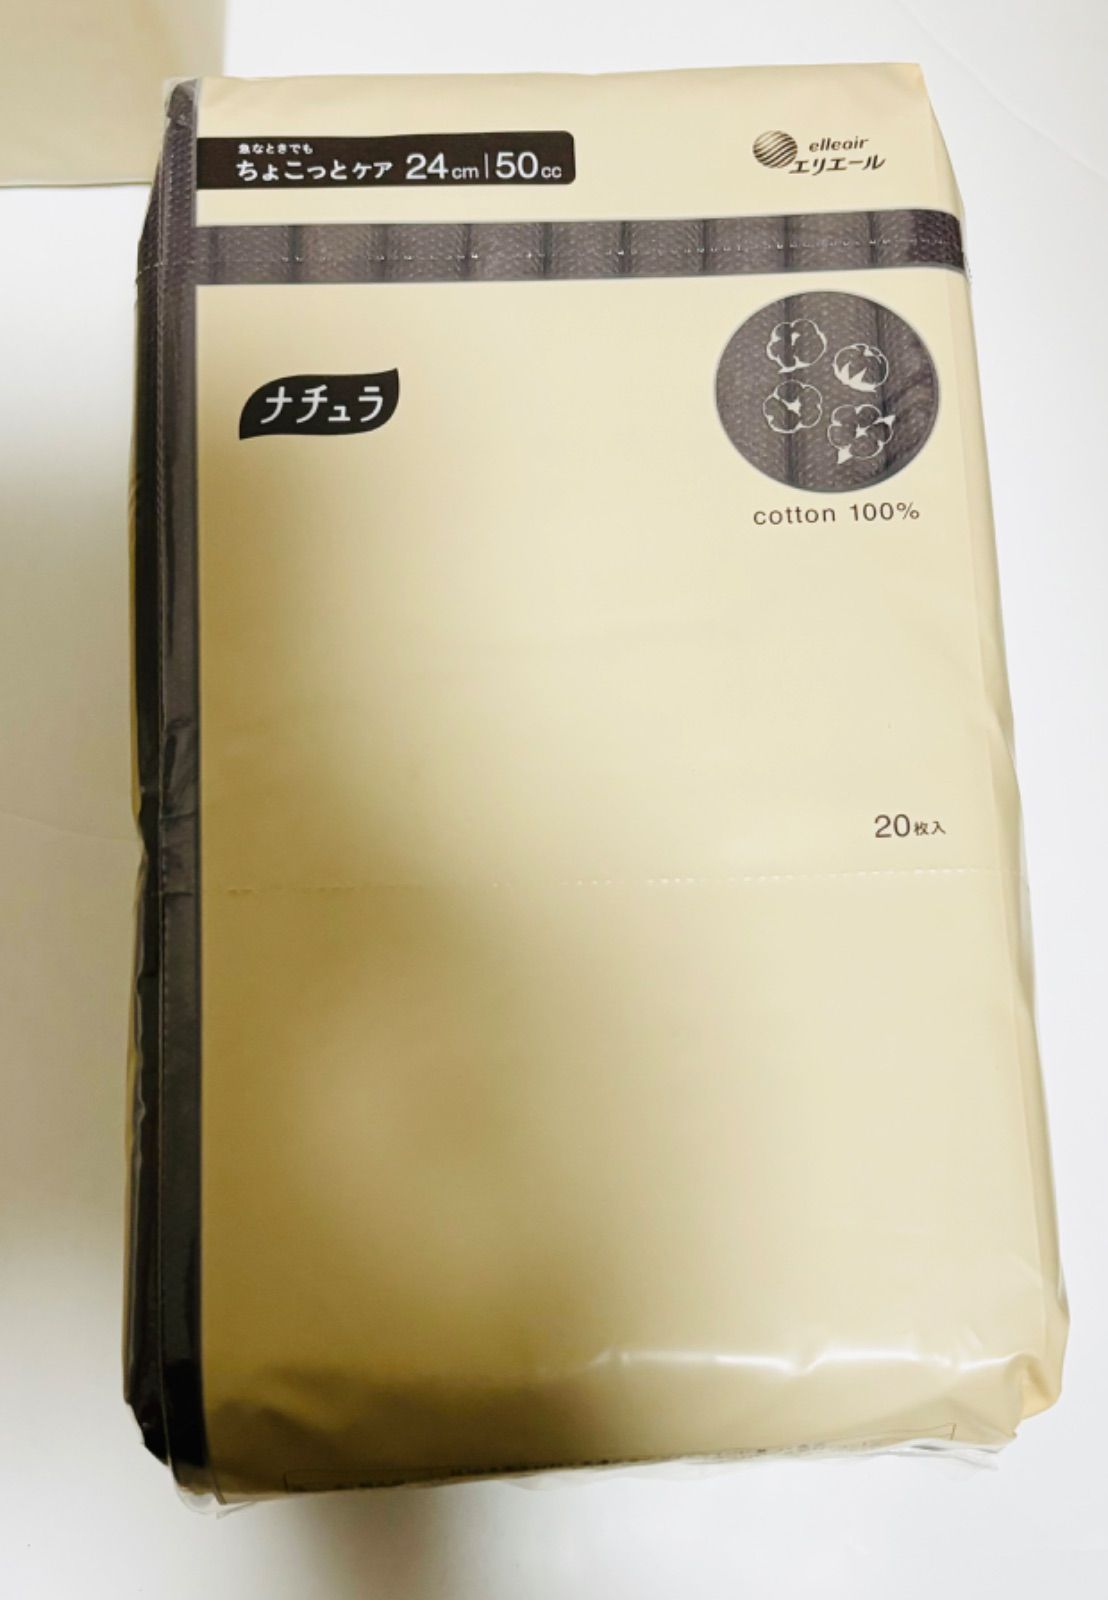 急なときでも
ちょこっとケア 24cm|50cc
elleair
エリエール
ナチュラ
cotton 100%
20枚入